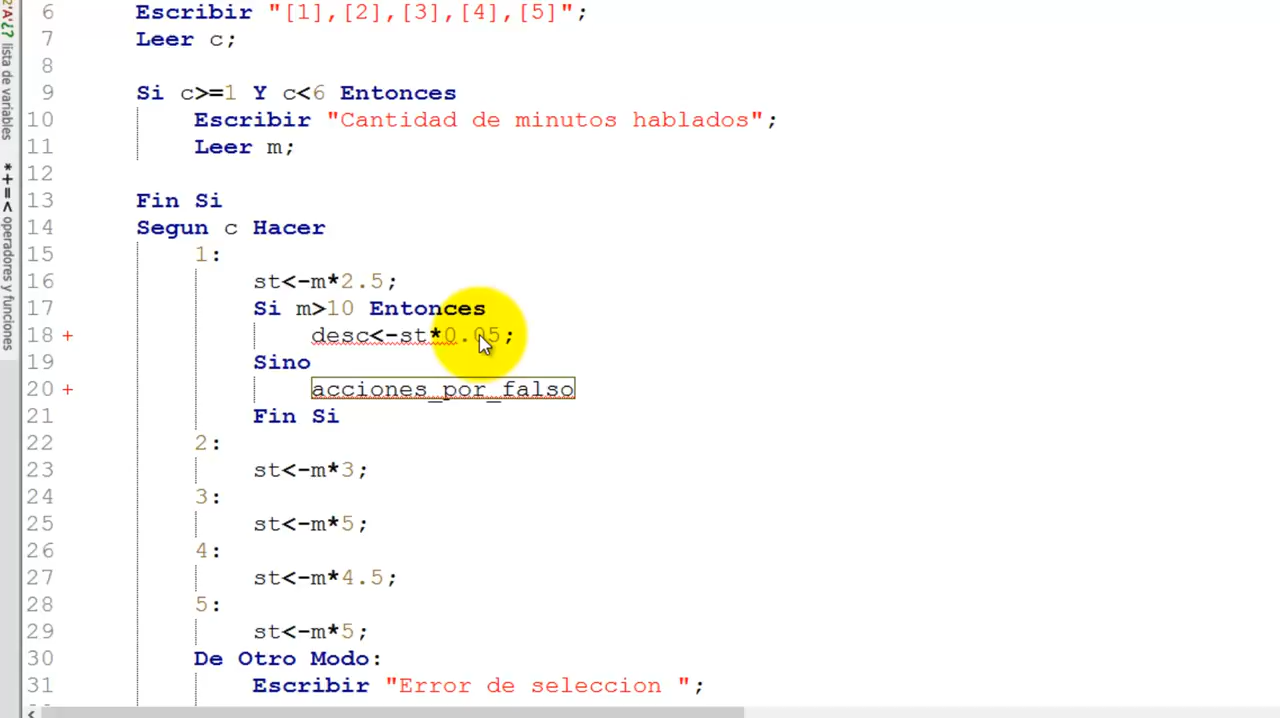 6 Escribir "[1],[2],[3],[4],[5]";
7 Leer c;
8
9 Si c>=1 Y c<6 Entonces
10 Escribir "Cantidad de minutos hablados";
11 Leer m;
12
13 Fin Si
14 Segun c Hacer
15 1:
16 st<-m*2.5;
17 Si m>10 Entonces
18 + desc<-st*0.05;
19 Sino
20 + acciones_por_falso
21 Fin Si
22 2:
23 st<-m*3;
24 3:
25 st<-m*5;
26 4:
27 st<-m*4.5;
28 5:
29 st<-m*5;
30 De Otro Modo:
31 Escribir "Error de seleccion ";
lista de variables
*+=< operadores y funciones